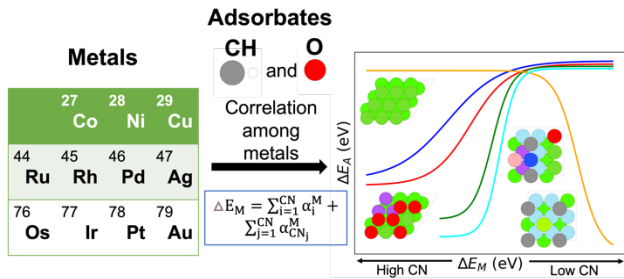 Metals
27 28 29
Co Ni Cu
44 45 46 47
Ru Rh Pd Ag
76 77 78 79
Os Ir Pt Au
Adsorbates
CH O
and
Correlation
among
metals
△E_M = ∑_{i=1}^{CN} α_i^M +
∑_{j=1}^{CN} α_{CN_j}^M
ΔE_A (eV)
ΔE_M (eV)
High CN Low CN